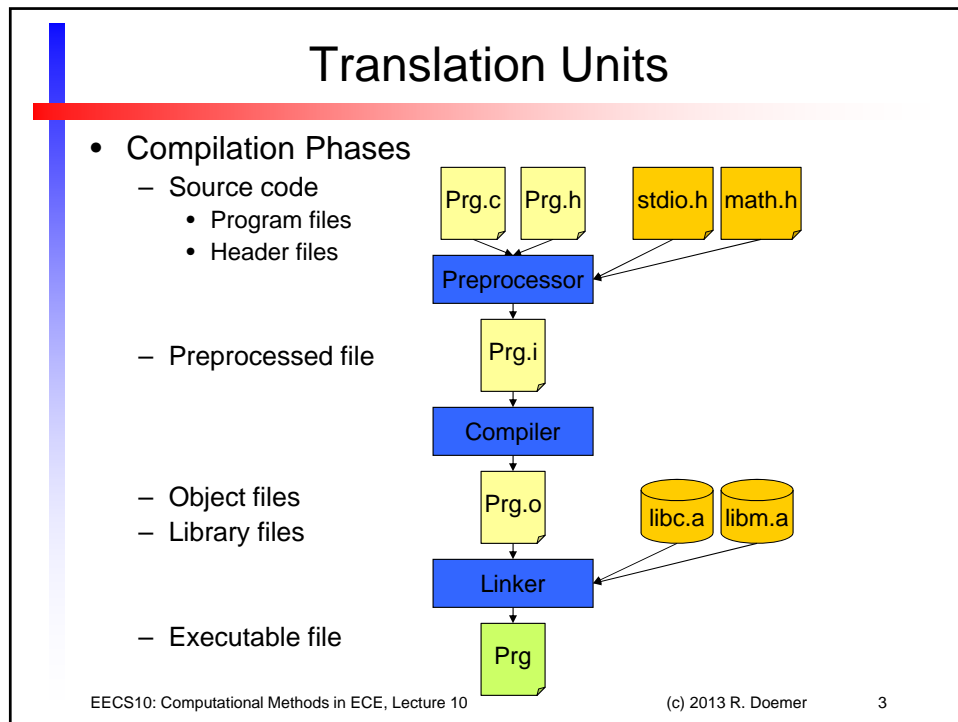 Translation Units
• Compilation Phases
– Source code
• Program files
• Header files
Prg.c Prg.h stdio.h math.h
Preprocessor
– Preprocessed file
Prg.i
Compiler
– Object files
– Library files
Prg.o libc.a libm.a
Linker
– Executable file
Prg
EECS10: Computational Methods in ECE, Lecture 10 (c) 2013 R. Doemer 3